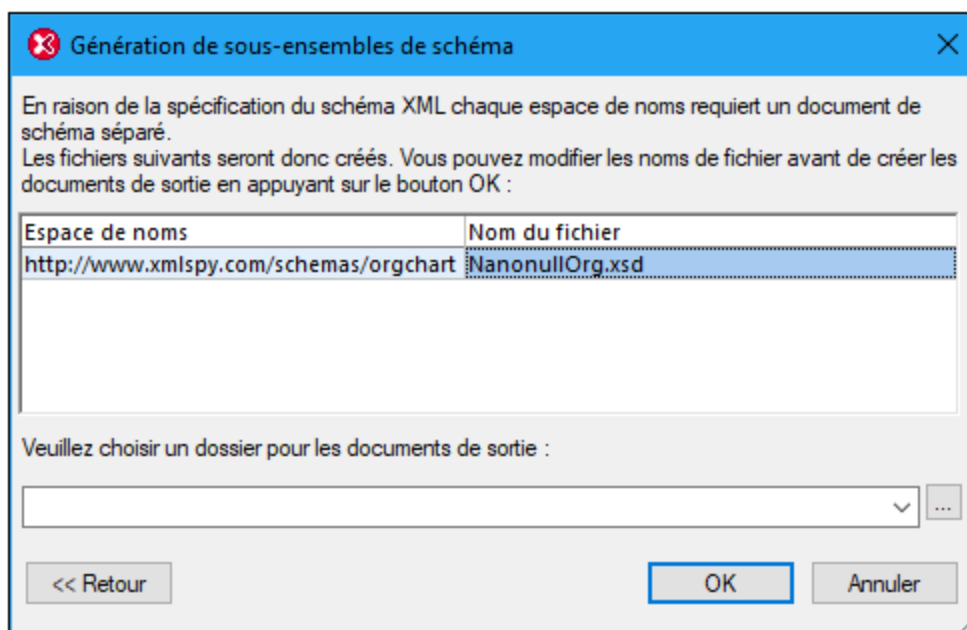 Génération de sous-ensembles de schéma
En raison de la spécification du schéma XML chaque espace de noms requiert un document de
schéma séparé.
Les fichiers suivants seront donc créés. Vous pouvez modifier les noms de fichier avant de créer les
documents de sortie en appuyant sur le bouton OK :
Espace de noms Nom du fichier
http://www.xmlspy.com/schemas/orgchart NanonullOrg.xsd
Veuillez choisir un dossier pour les documents de sortie :
...
<< Retour OK Annuler